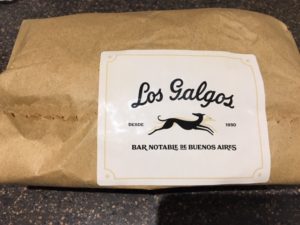 Los Galgos
DESDE 1930
BAR NOTABLE DE BUENOS AIRES